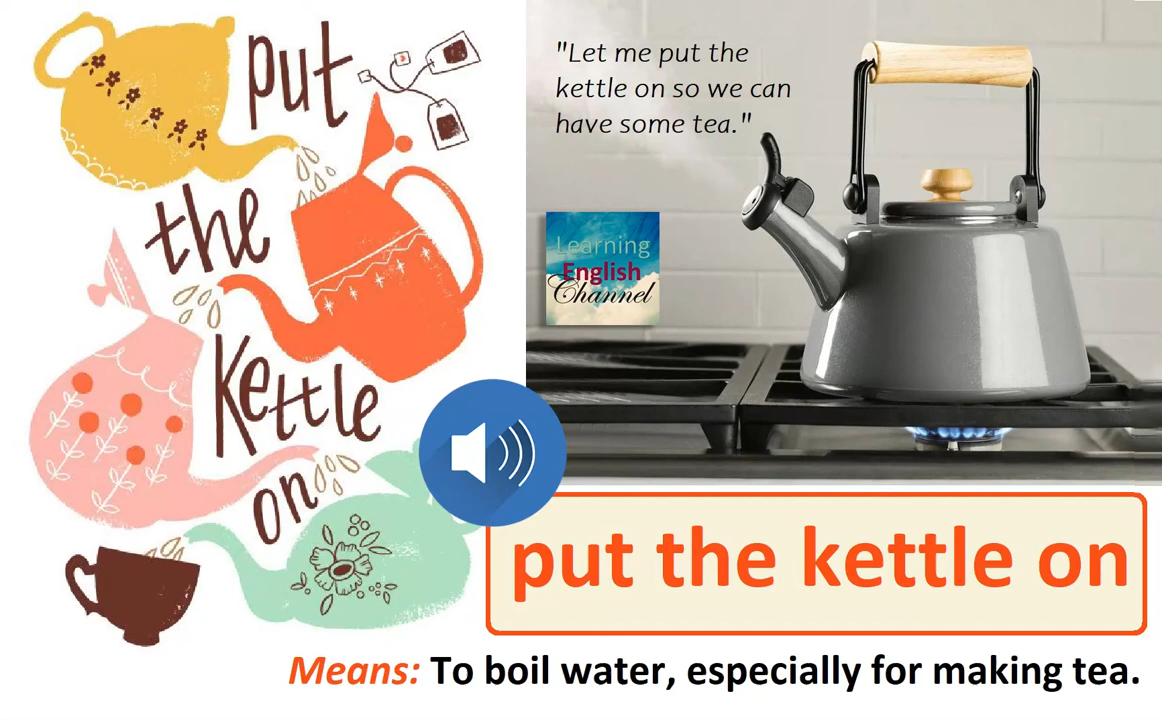 put
the
Kettle
on
"Let me put the
kettle on so we can
have some tea."
Learning
English
Channel
put the kettle on
Means: To boil water, especially for making tea.